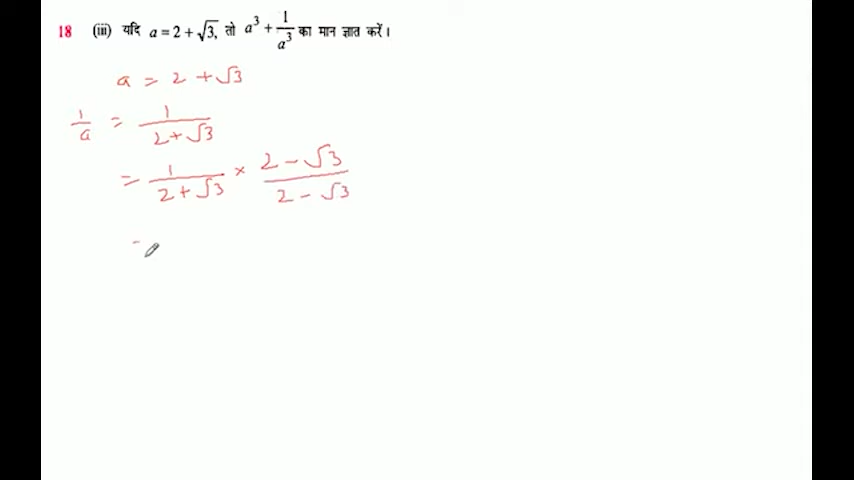 18 (iii) यदि a = 2 + √3, तो a³ + 1/a³ का मान ज्ञात करें।
a = 2 + √3
1/a = 1/(2 + √3)
= 1/(2 + √3) × (2 - √3)/(2 - √3)